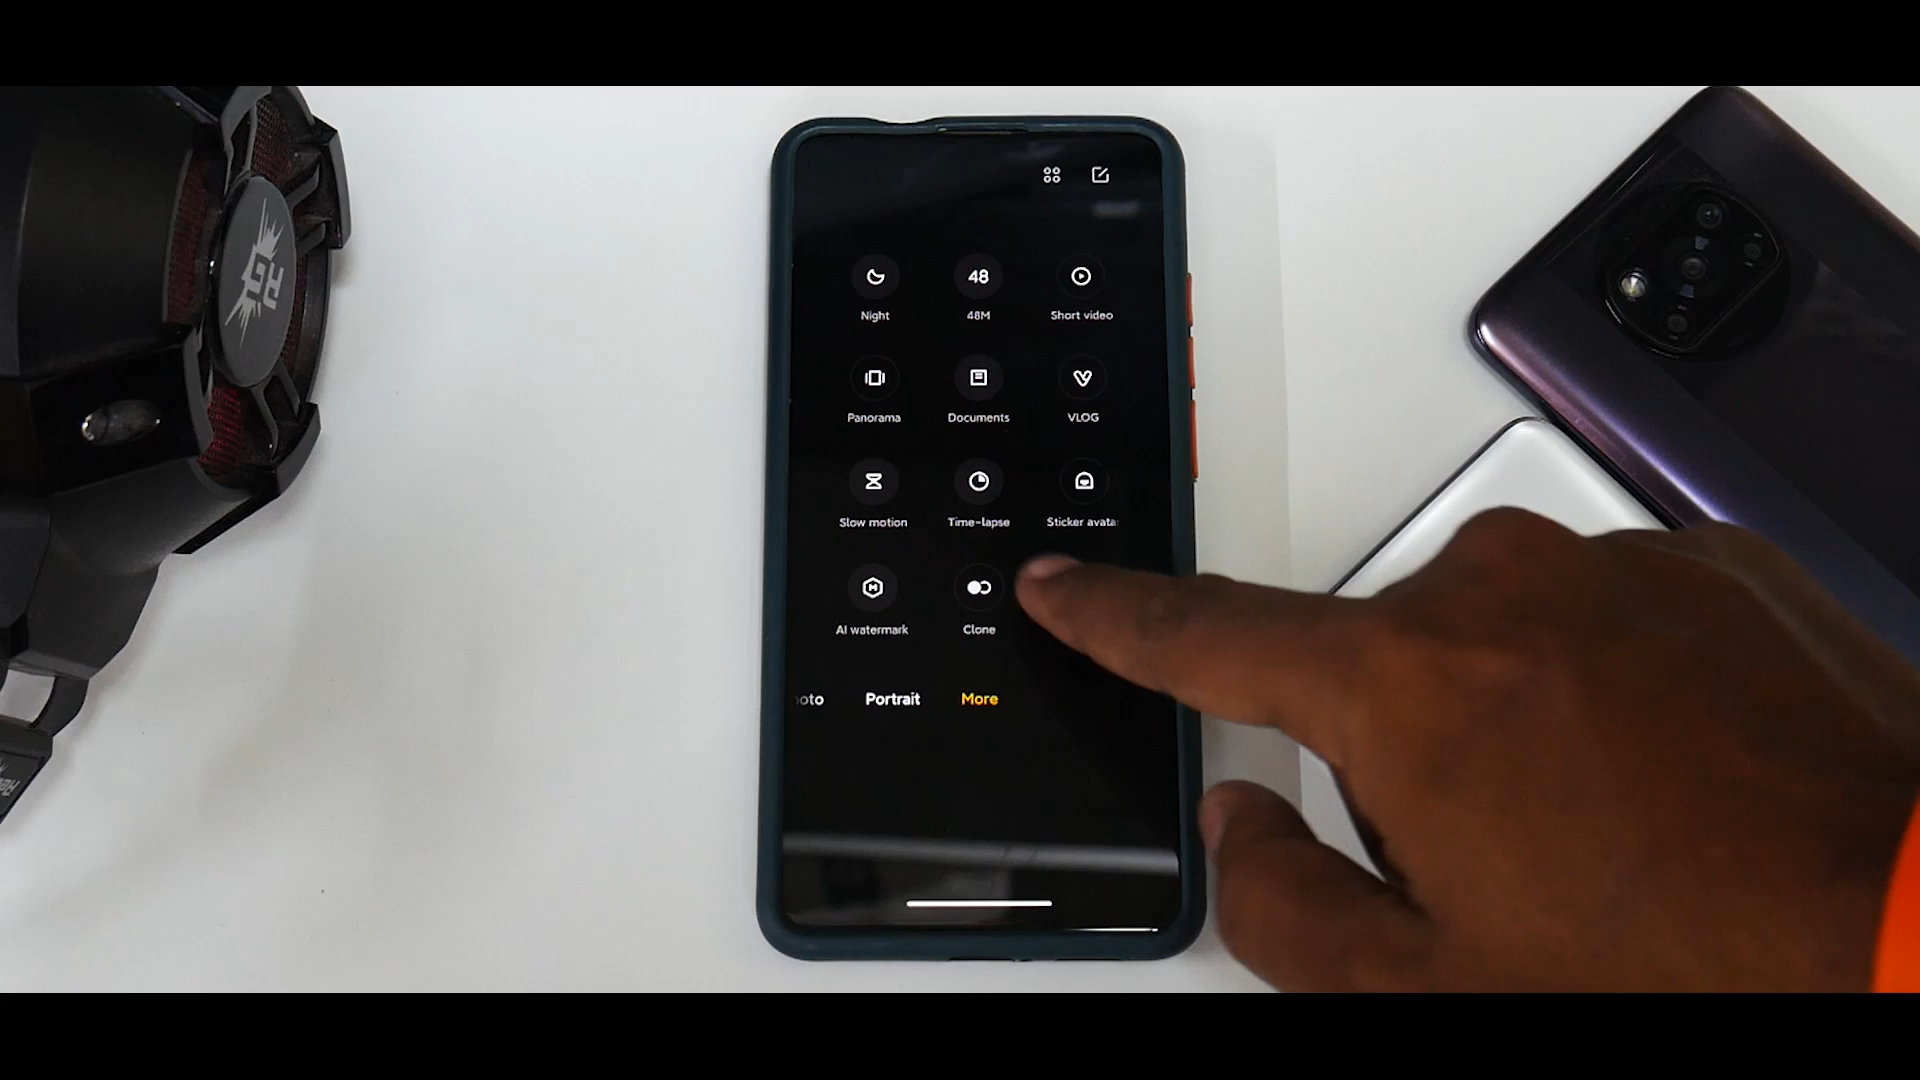 Night
48
48M
Short video
Panorama
Documents
VLOG
Slow motion
Time-lapse
Sticker avata
AI watermark
Clone
oto
Portrait
More